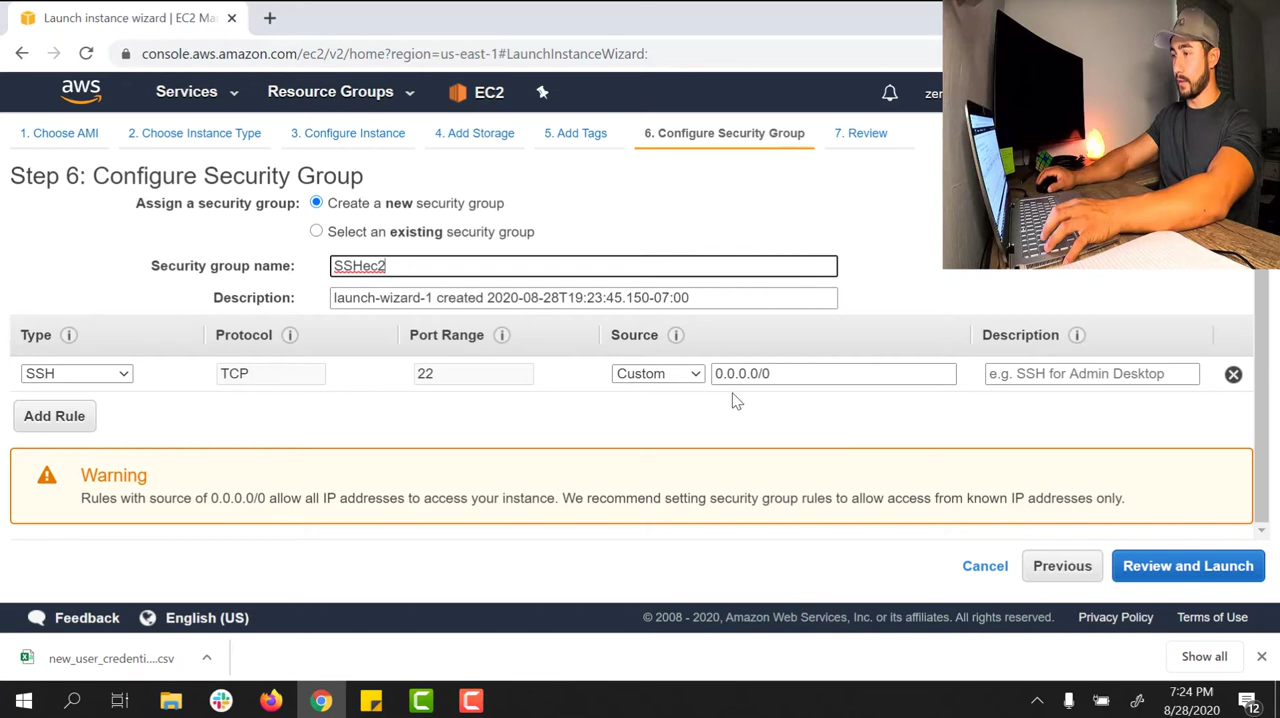 Launch instance wizard | EC2 Ma
console.aws.amazon.com/ec2/v2/home?region=us-east-1#LaunchInstanceWizard:
aws Services Resource Groups EC2 zer
1. Choose AMI 2. Choose Instance Type 3. Configure Instance 4. Add Storage 5. Add Tags 6. Configure Security Group 7. Review
Step 6: Configure Security Group
Assign a security group: Create a new security group
Select an existing security group
Security group name: SSHec2
Description: launch-wizard-1 created 2020-08-28T19:23:45.150-07:00
Type i Protocol i Port Range i Source i Description i
SSH TCP 22 Custom 0.0.0.0/0 e.g. SSH for Admin Desktop
Add Rule
Warning
Rules with source of 0.0.0.0/0 allow all IP addresses to access your instance. We recommend setting security group rules to allow access from known IP addresses only.
Cancel Previous Review and Launch
Feedback English (US) © 2008 - 2020, Amazon Web Services, Inc. or its affiliates. All rights reserved. Privacy Policy Terms of Use
new_user_credenti....csv Show all
7:24 PM
8/28/2020 12